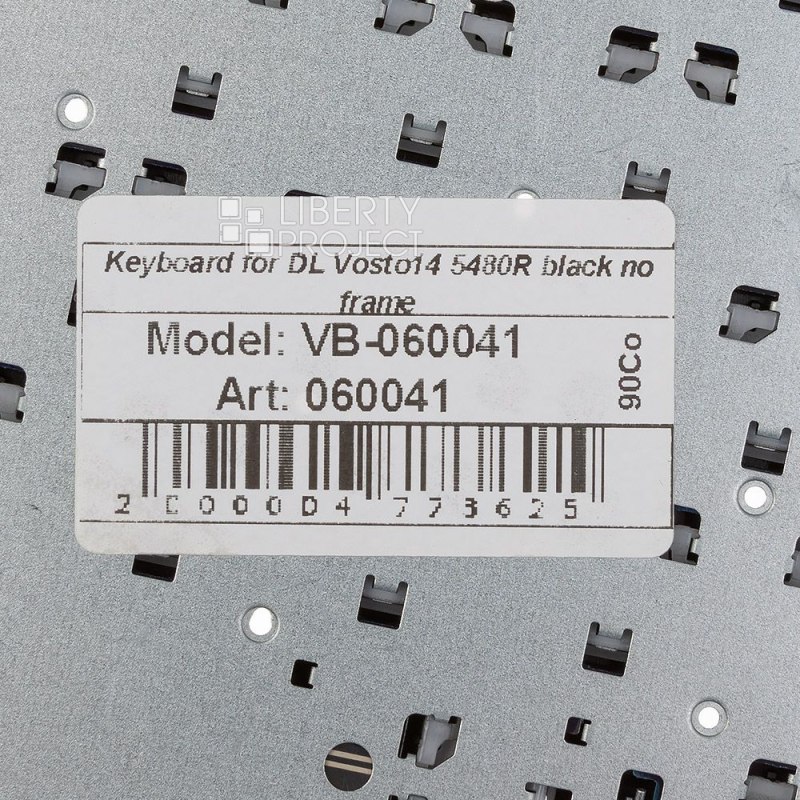 LIBERTY
PROJECT
Keyboard for DL Vosto14 5480R black no
frame
Model: VB-060041
Art: 060041
90Co
2 000004 773625